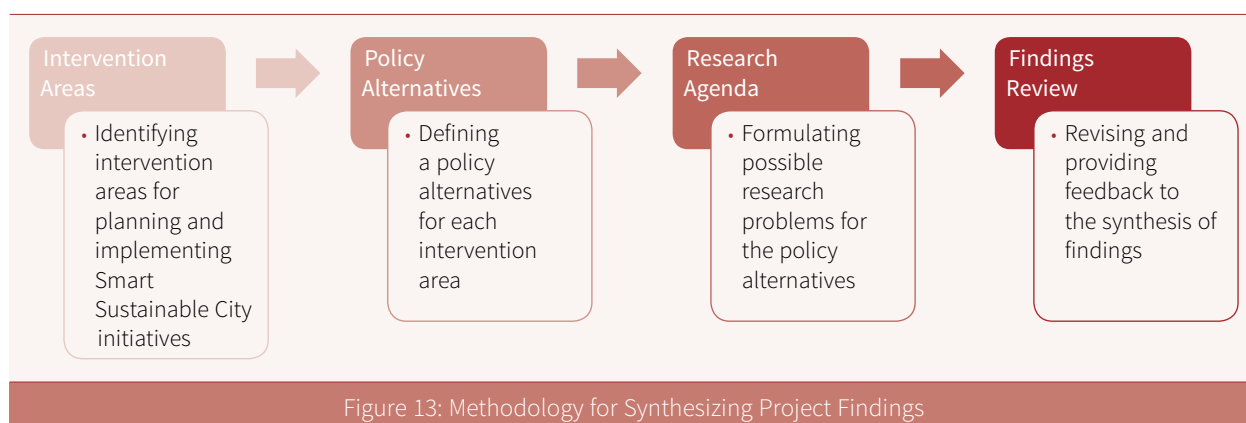 Intervention
Areas
• Identifying
intervention
areas for
planning and
implementing
Smart
Sustainable City
initiatives
Policy
Alternatives
• Defining
a policy
alternatives
for each
intervention
area
Research
Agenda
• Formulating
possible
research
problems for
the policy
alternatives
Findings
Review
• Revising and
providing
feedback to
the synthesis of
findings
Figure 13: Methodology for Synthesizing Project Findings